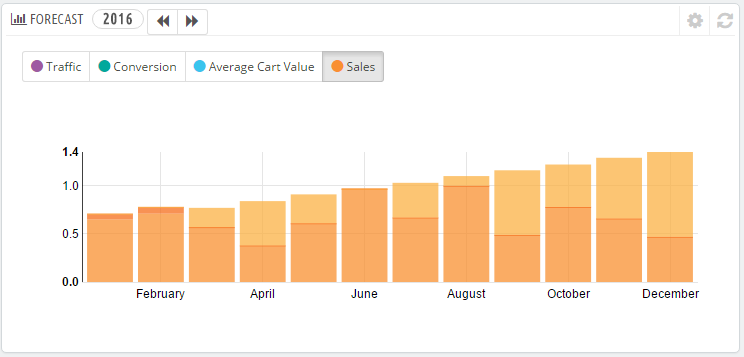 FORECAST 2016
Traffic Conversion Average Cart Value Sales
1.4
1.0
0.5
0.0
February April June August October December